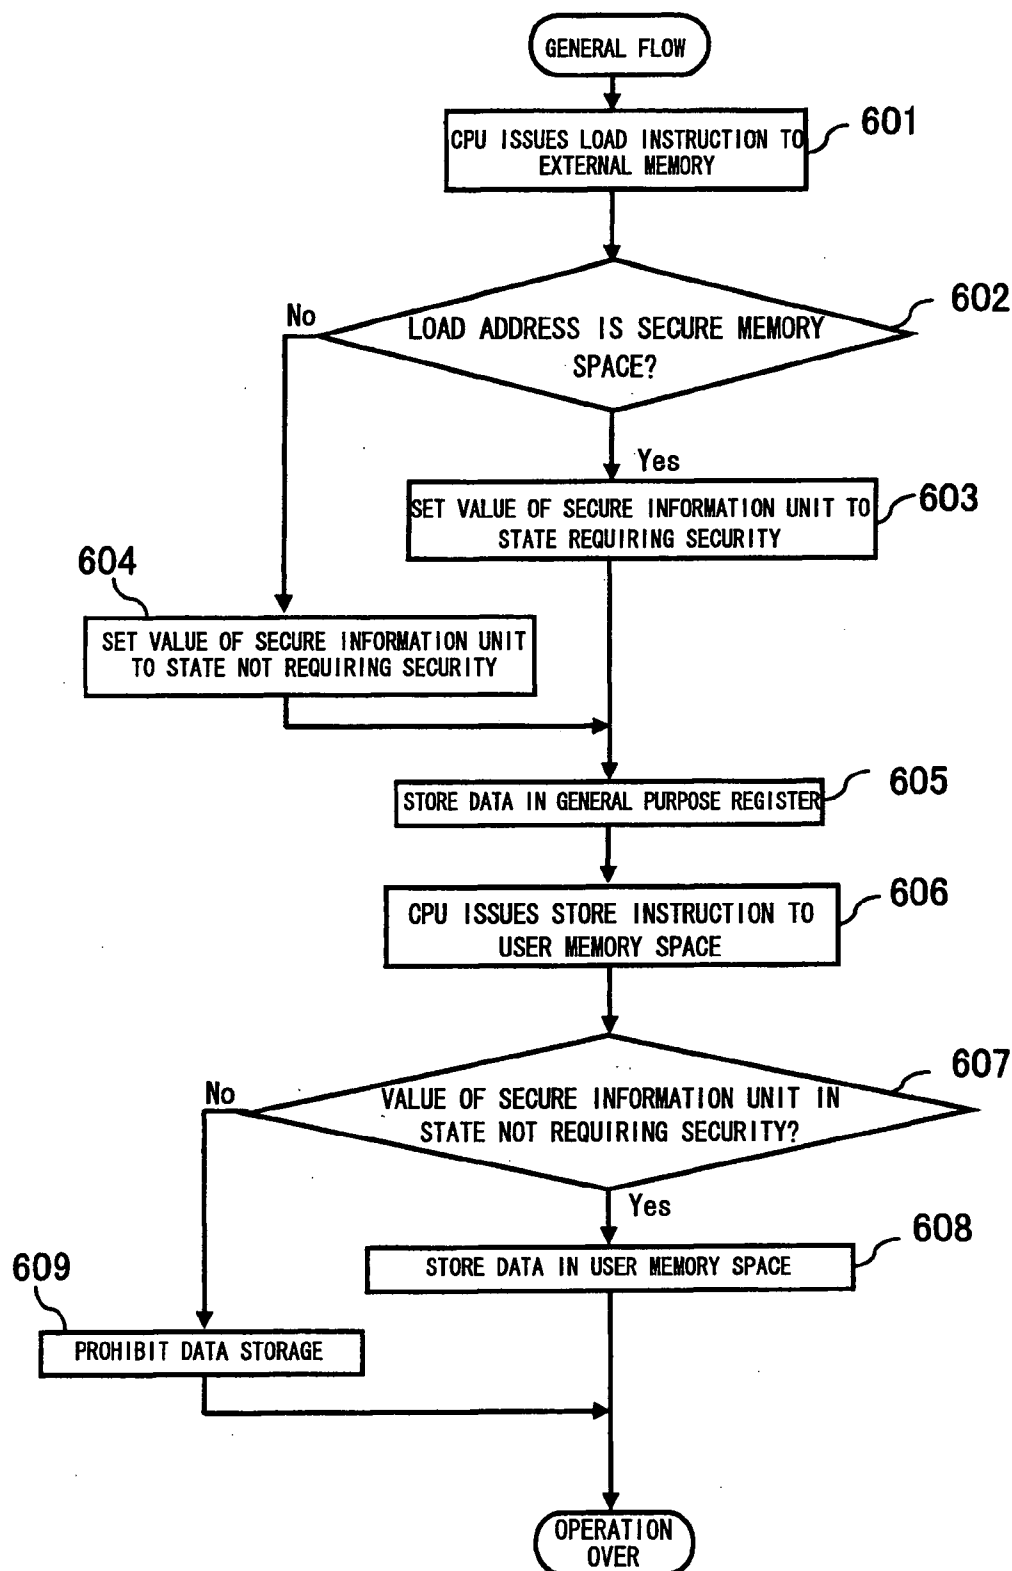 GENERAL FLOW
CPU ISSUES LOAD INSTRUCTION TO
EXTERNAL MEMORY
601
LOAD ADDRESS IS SECURE MEMORY
SPACE?
602
No
Yes
SET VALUE OF SECURE INFORMATION UNIT TO
STATE REQUIRING SECURITY
603
604
SET VALUE OF SECURE INFORMATION UNIT
TO STATE NOT REQUIRING SECURITY
STORE DATA IN GENERAL PURPOSE REGISTER
605
CPU ISSUES STORE INSTRUCTION TO
USER MEMORY SPACE
606
VALUE OF SECURE INFORMATION UNIT IN
STATE NOT REQUIRING SECURITY?
607
No
Yes
STORE DATA IN USER MEMORY SPACE
608
609
PROHIBIT DATA STORAGE
OPERATION
OVER